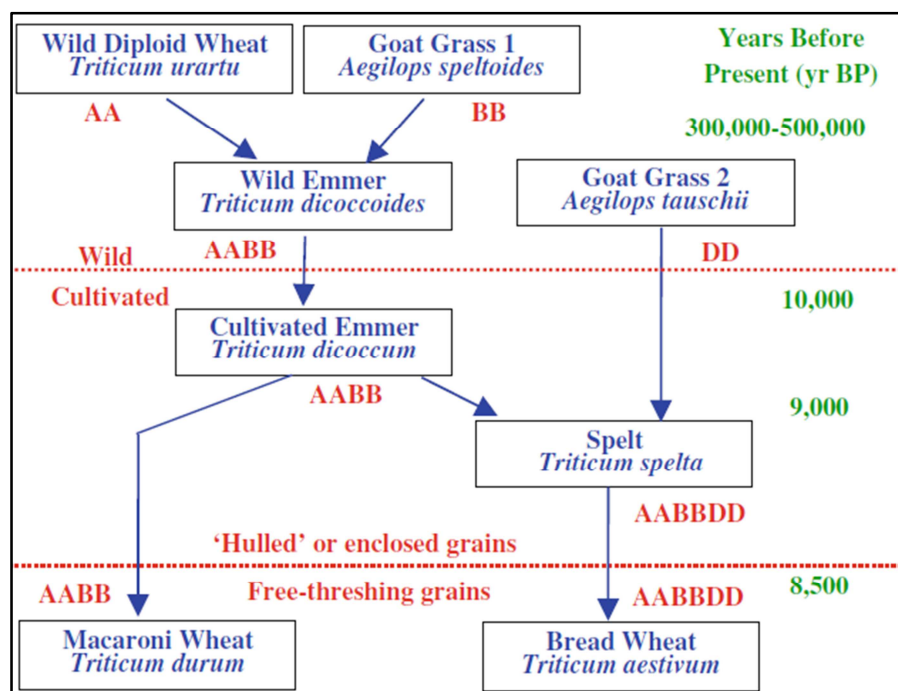 Wild Diploid Wheat
Triticum urartu
Goat Grass 1
Aegilops speltoides
Years Before
Present (yr BP)
AA
BB
300,000-500,000
Wild Emmer
Triticum dicoccoides
Goat Grass 2
Aegilops tauschii
AABB
DD
Wild
Cultivated
10,000
Cultivated Emmer
Triticum dicoccum
AABB
9,000
Spelt
Triticum spelta
AABBDD
‘Hulled’ or enclosed grains
AABB
Free-threshing grains
AABBDD
8,500
Macaroni Wheat
Triticum durum
Bread Wheat
Triticum aestivum